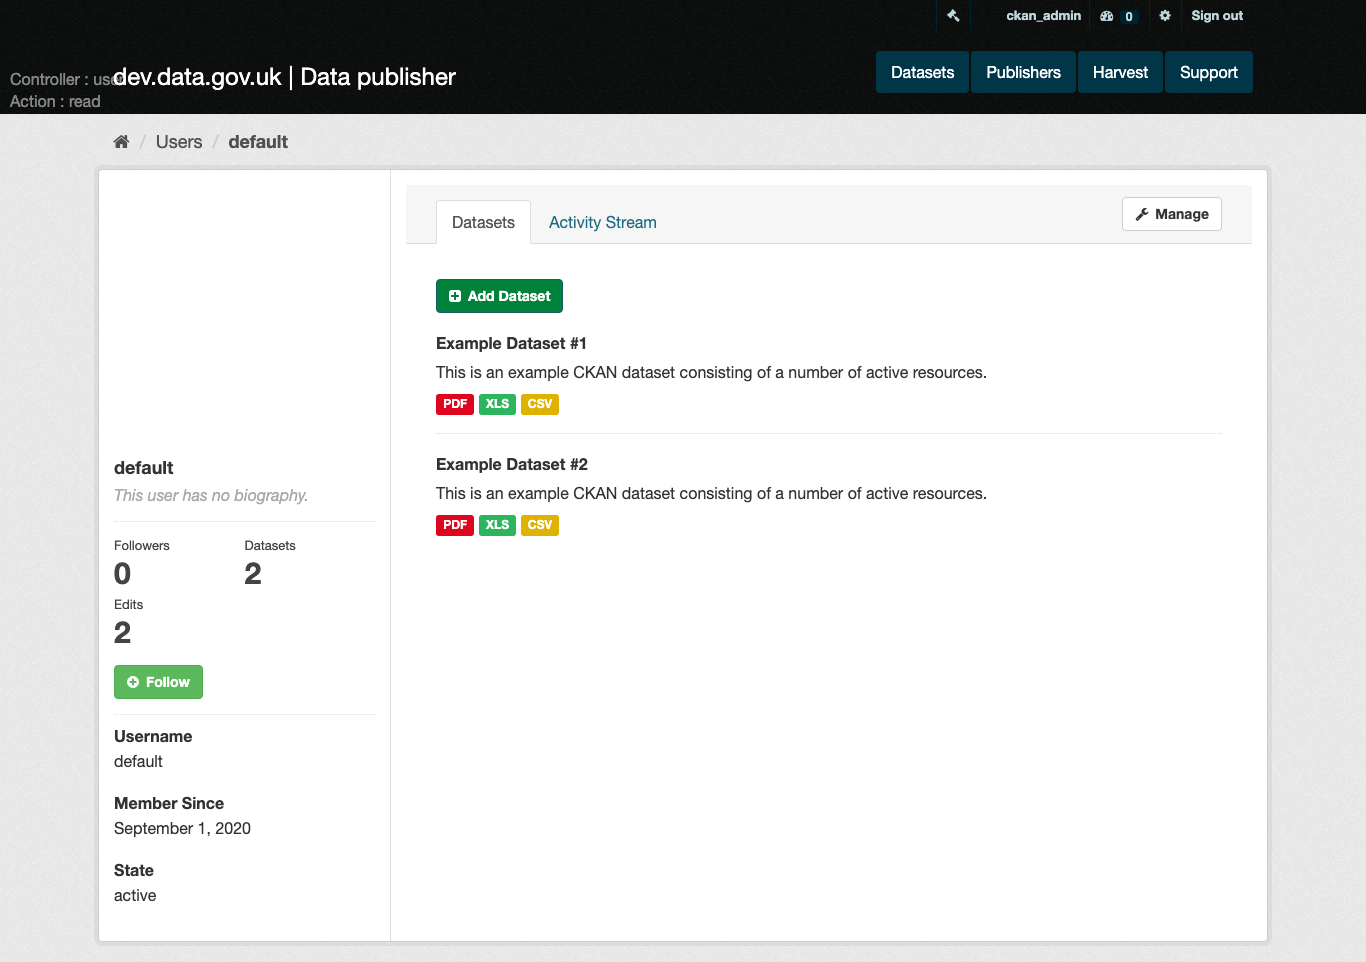 ckan_admin 0 Sign out
Controller : user
dev.data.gov.uk | Data publisher
Action : read
Datasets Publishers Harvest Support
/ Users / default
Datasets Activity Stream Manage
Add Dataset
Example Dataset #1
This is an example CKAN dataset consisting of a number of active resources.
PDF XLS CSV
Example Dataset #2
This is an example CKAN dataset consisting of a number of active resources.
PDF XLS CSV
default
This user has no biography.
Followers Datasets
0 2
Edits
2
Follow
Username
default
Member Since
September 1, 2020
State
active